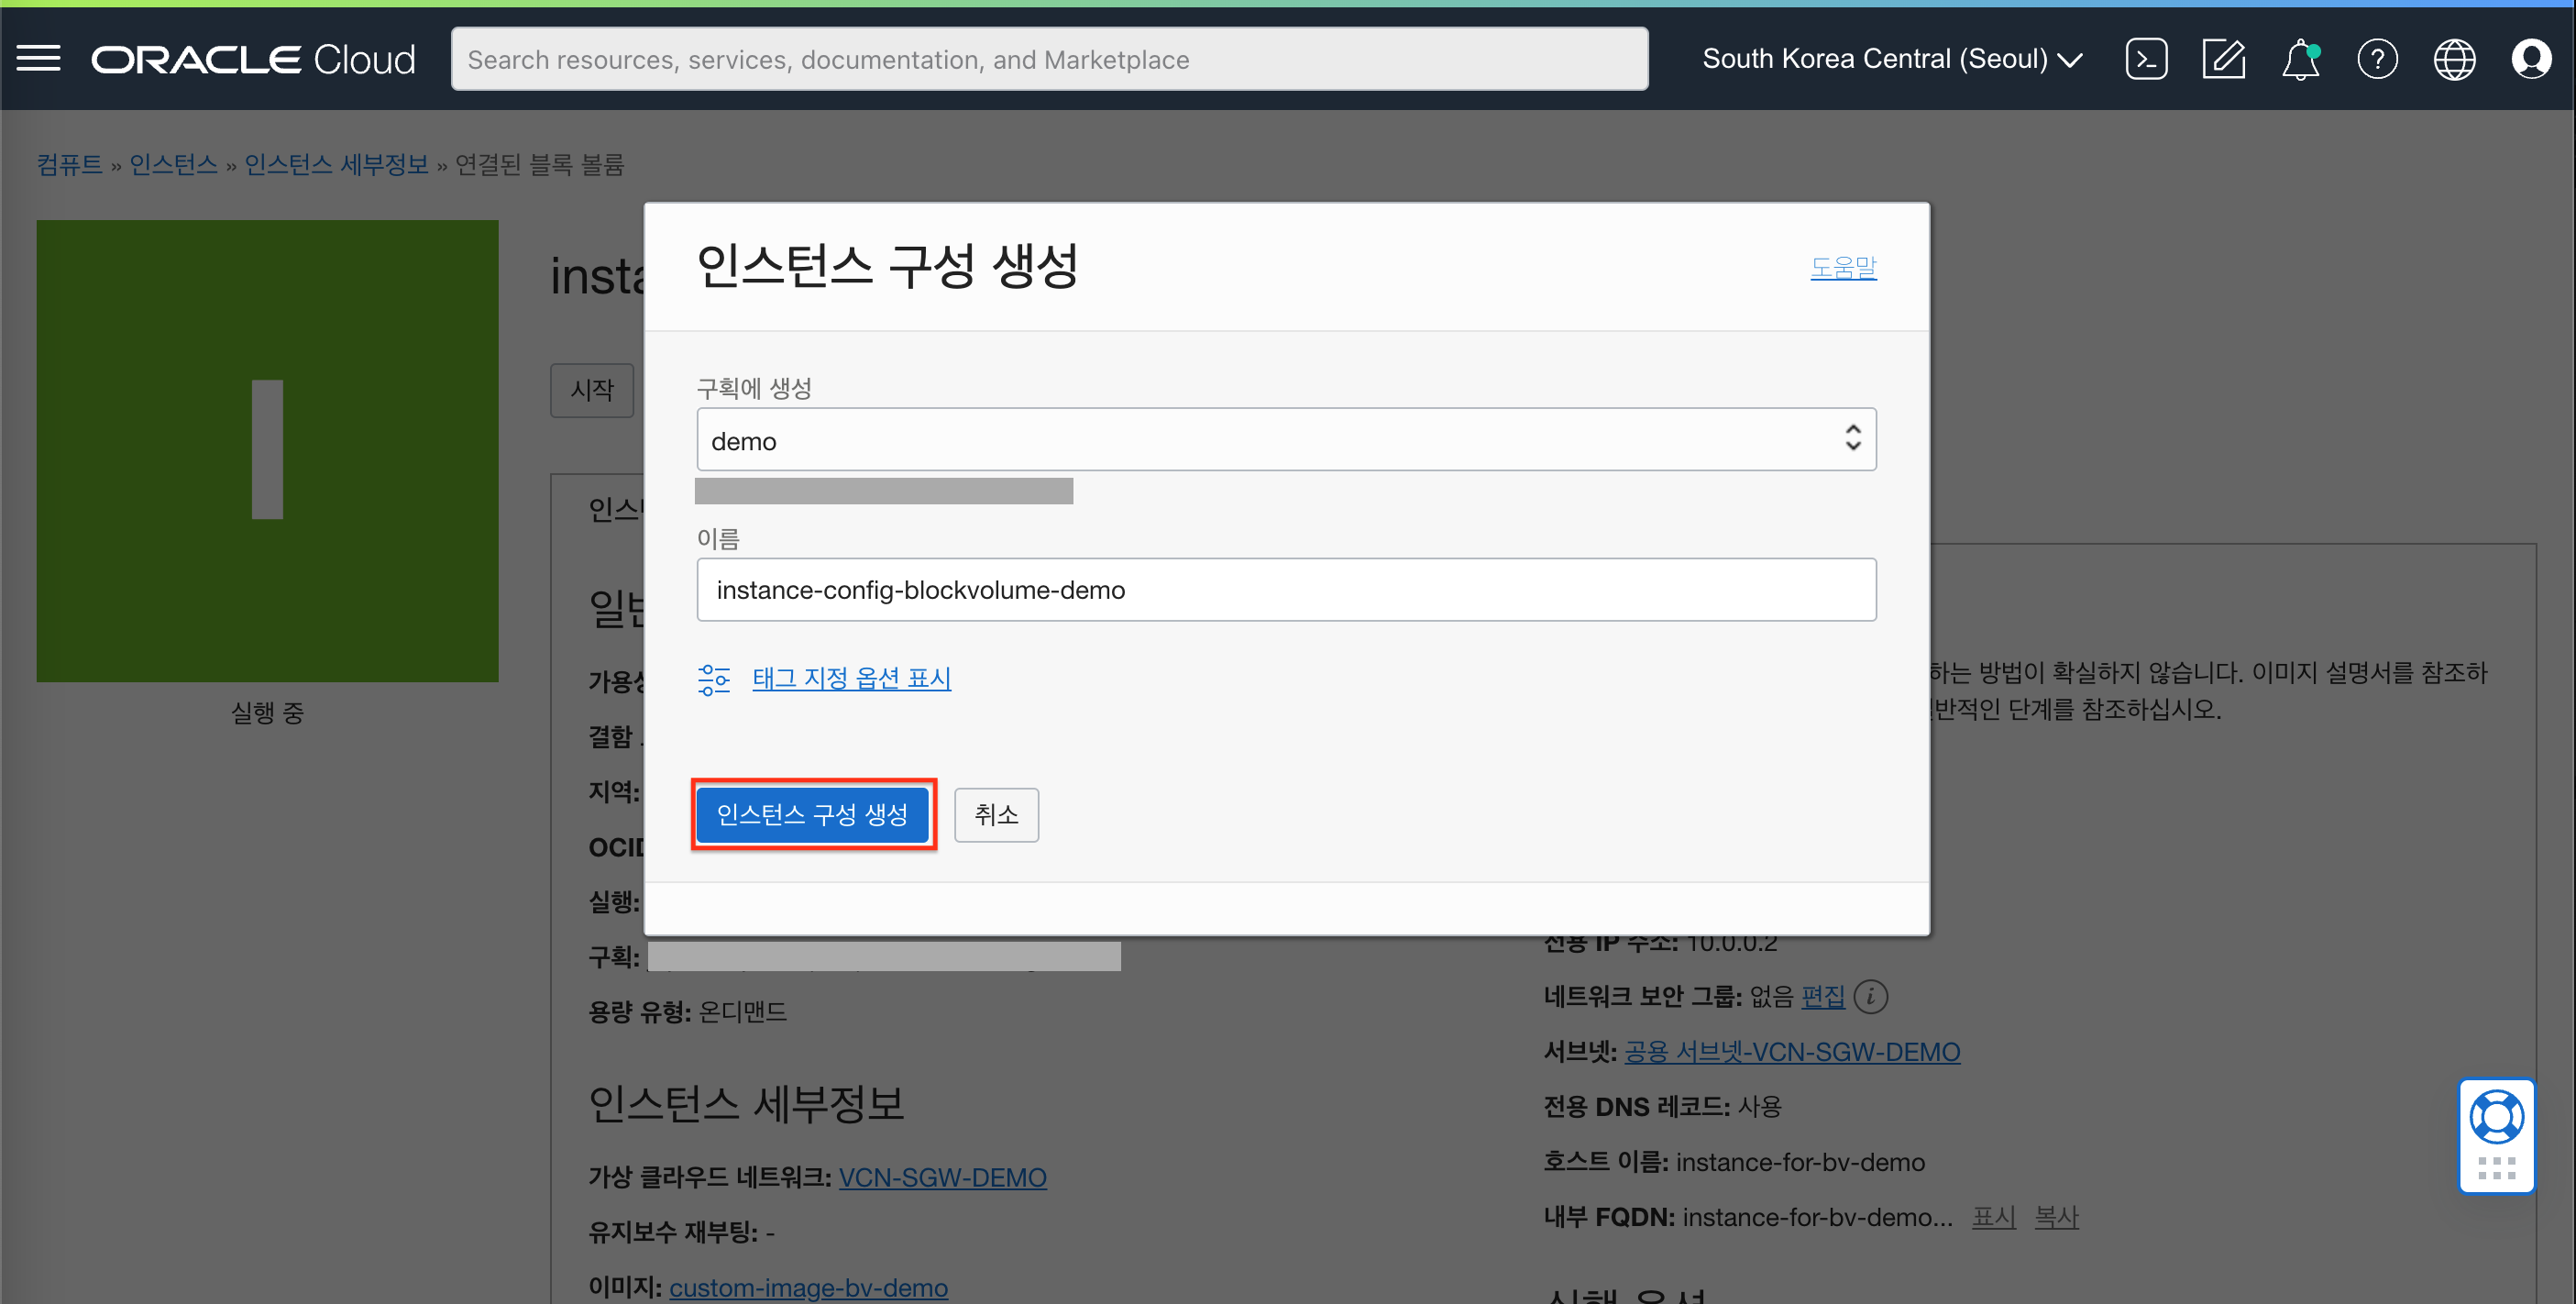 ORACLE Cloud
Search resources, services, documentation, and Marketplace
South Korea Central (Seoul)
컴퓨트 » 인스턴스 » 인스턴스 세부정보 » 연결된 블록 볼륨
I
실행 중
시작
인스턴스 구성 생성
도움말
구획에 생성
demo
이름
instance-config-blockvolume-demo
태그 지정 옵션 표시
인스턴스 구성 생성
취소
하는 방법이 확실하지 않습니다. 이미지 설명서를 참조하
반적인 단계를 참조하십시오.
결함
지역:
OCID
실행:
구획:
용량 유형: 온디맨드
인스턴스 세부정보
가상 클라우드 네트워크: VCN-SGW-DEMO
유지보수 재부팅: -
이미지: custom-image-bv-demo
전용 IP 주소: 10.0.0.2
네트워크 보안 그룹: 없음 편집
서브넷: 공용 서브넷-VCN-SGW-DEMO
전용 DNS 레코드: 사용
호스트 이름: instance-for-bv-demo
내부 FQDN: instance-for-bv-demo... 표시 복사